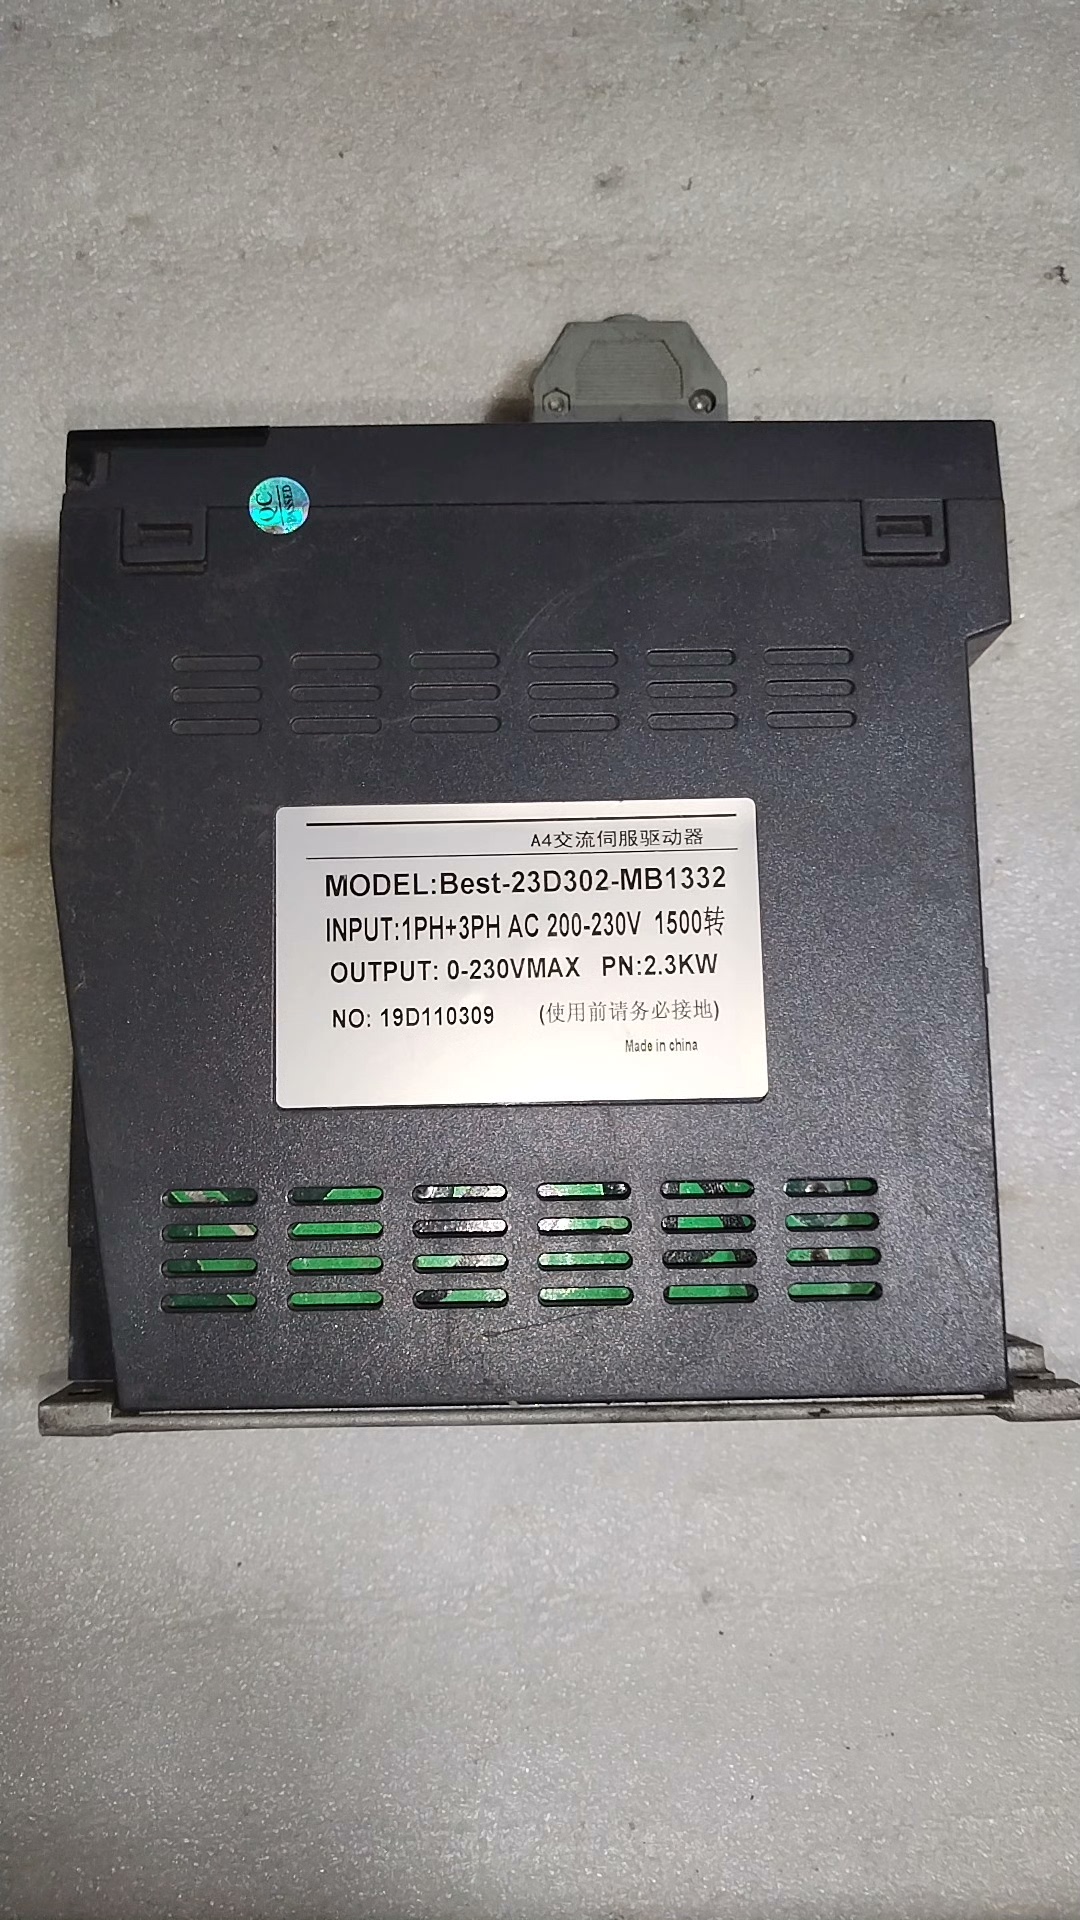 QC
PASSED
A4交流伺服驱动器
MODEL:Best-23D302-MB1332
INPUT:1PH+3PH AC 200-230V 1500转
OUTPUT: 0-230VMAX PN:2.3KW
NO: 19D110309 (使用前请务必接地)
Made in china